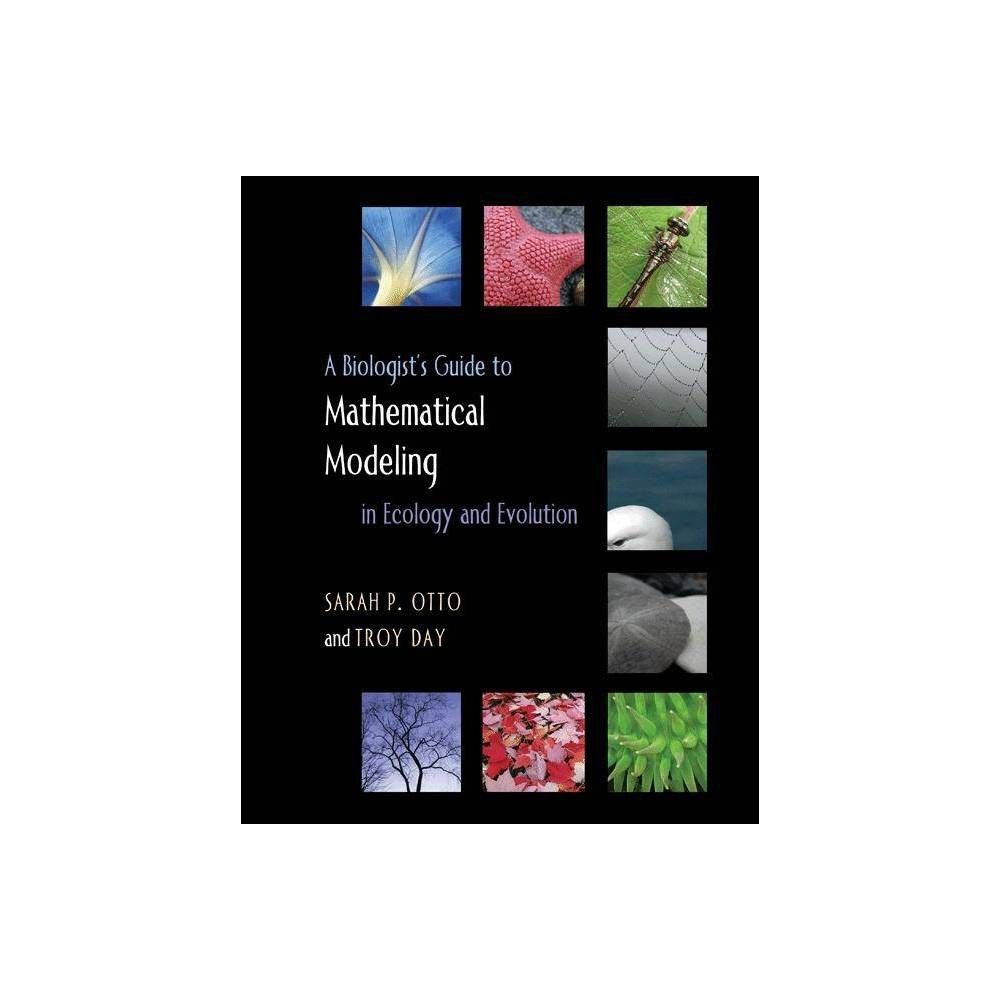 A Biologist's Guide to
Mathematical
Modeling
in Ecology and Evolution
SARAH P. OTTO
and TROY DAY